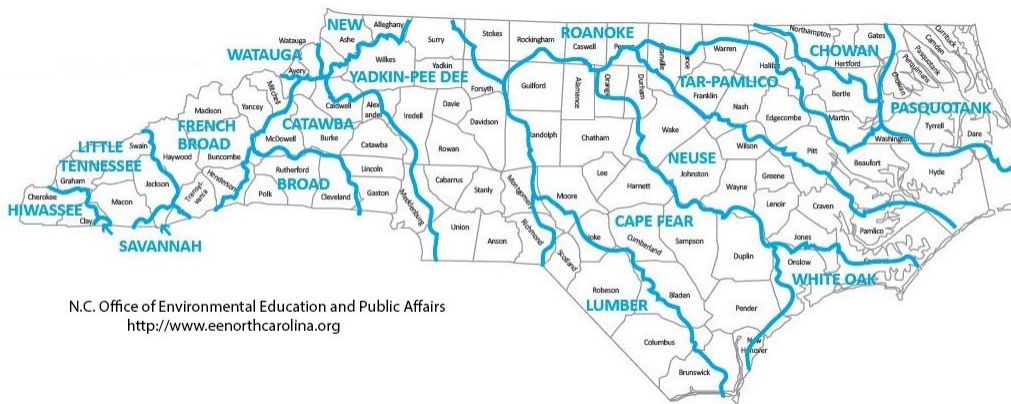 NEW
Alleghany
Ashe
Surry
Stokes
Rockingham
ROANOKE
Caswell
Northampton
Gates
Currituck
Camden
Pasquotank
Perquimans
Chowan
CHOWAN
Hertford
Watauga
WATAUGA
Avery
Wilkes
Yadkin
YADKIN-PEE DEE
Forsyth
Guilford
Alamance
Orange
Durham
Warren
Halifax
TAR-PAMLICO
Franklin
Nash
Bertie
Martin
PASQUOTANK
Mitchell
Yancey
Madison
Caldwell
Alex
ander
Iredell
Davie
Davidson
Randolph
Chatham
Wake
Edgecombe
Washington
Tyrrell
Dare
FRENCH
BROAD
CATAWBA
McDowell
Burke
Catawba
Rowan
Wilson
Pitt
Beaufort
Hyde
LITTLE
TENNESSEE
Swain
Haywood
Buncombe
NEUSE
Johnston
Greene
Graham
Jackson
Rutherford
BROAD
Lincoln
Cabarrus
Stanly
Montgomery
Moore
Lee
Harnett
Wayne
Lenoir
Craven
Cherokee
HIWASSEE
Macon
Clay
Transyl-
vania
Henderson
Polk
Cleveland
Gaston
Mecklenburg
Union
Anson
Richmond
CAPE FEAR
Cumberland
Sampson
Duplin
Jones
Pamlico
SAVANNAH
Scotland
Hoke
Onslow
WHITE OAK
Robeson
LUMBER
Bladen
Pender
Columbus
New
Hanover
Brunswick
N.C. Office of Environmental Education and Public Affairs
http://www.eenorthcarolina.org